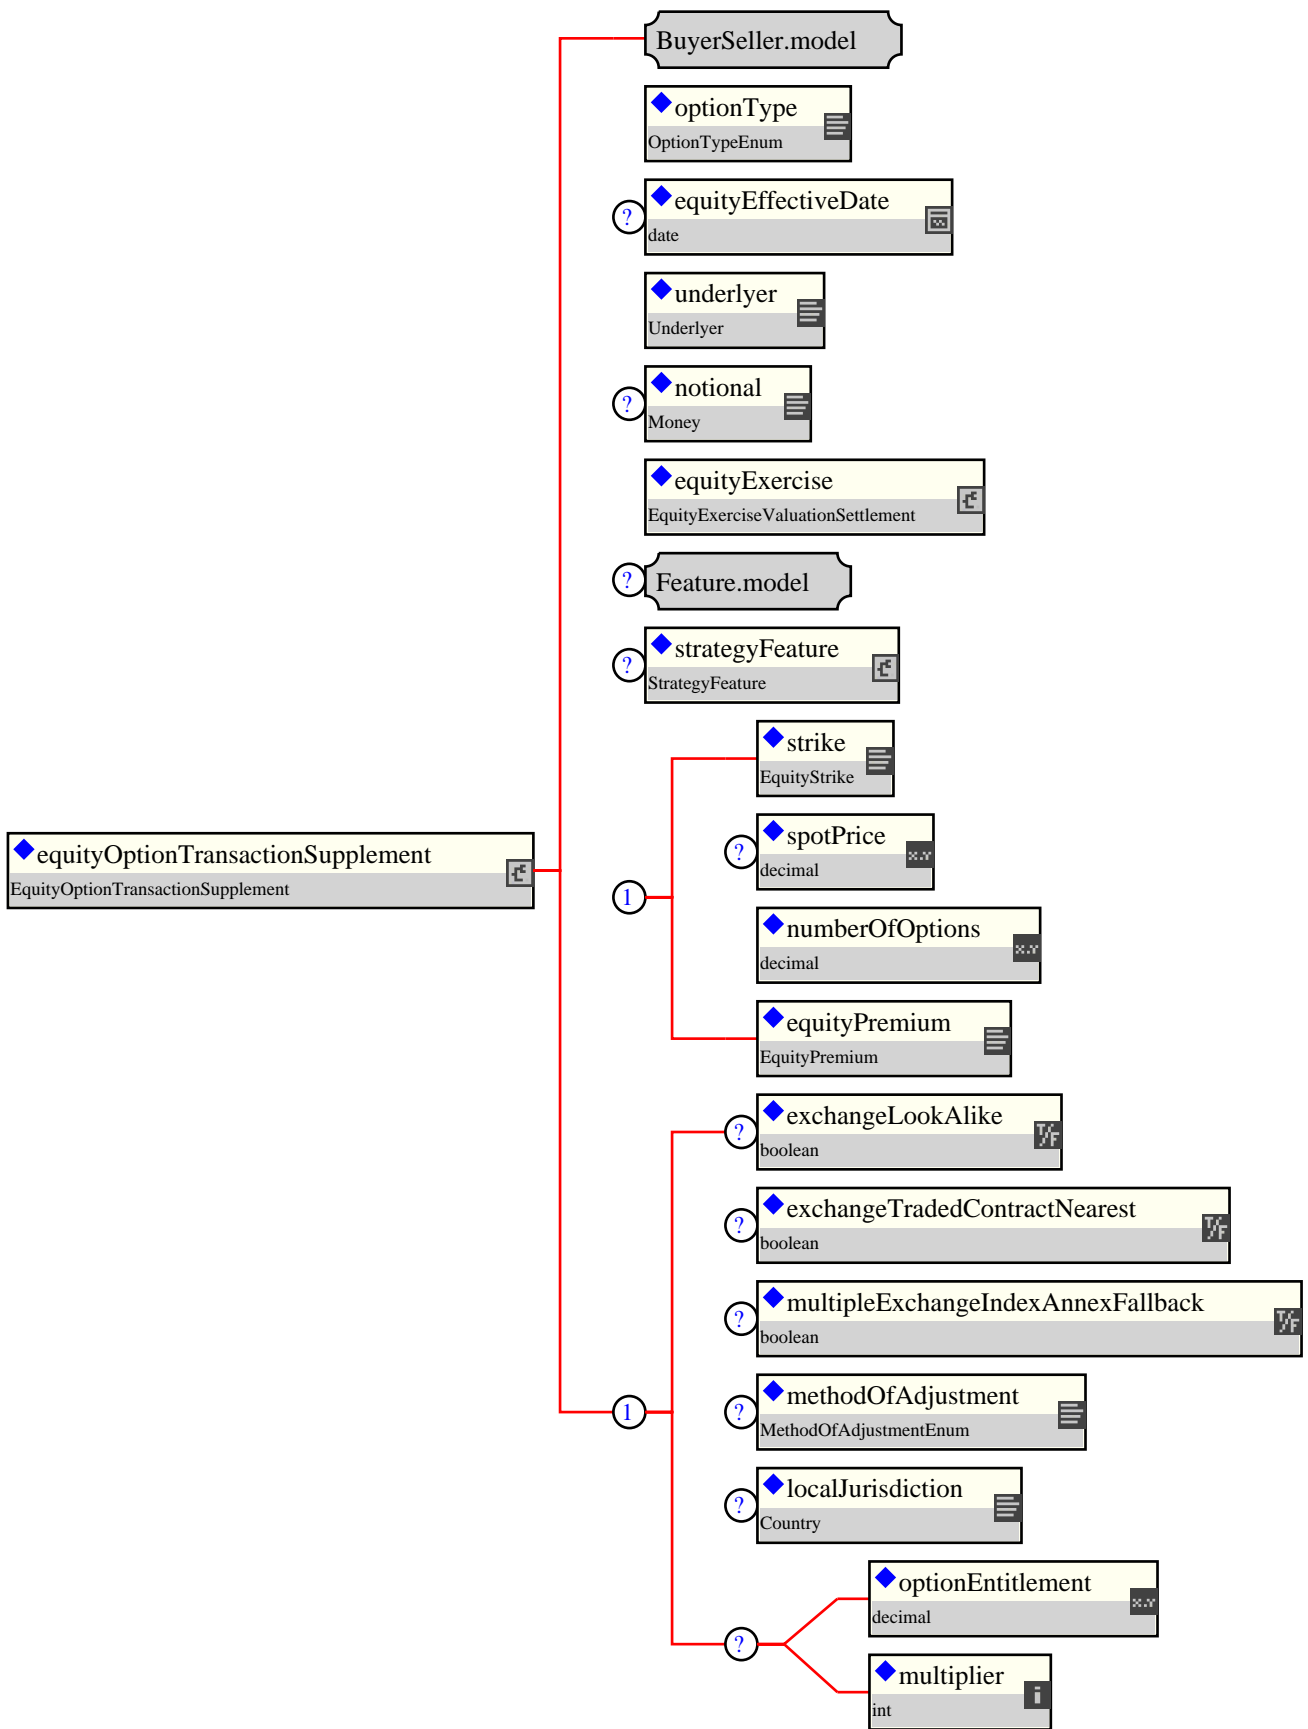 BuyerSeller.model
optionType
OptionTypeEnum
?
equityEffectiveDate
date
underlyer
Underlyer
?
notional
Money
equityExercise
EquityExerciseValuationSettlement
?
Feature.model
?
strategyFeature
StrategyFeature
strike
EquityStrike
equityOptionTransactionSupplement
EquityOptionTransactionSupplement
?
spotPrice
decimal
x.Y
1
numberOfOptions
decimal
x.Y
equityPremium
EquityPremium
?
exchangeLookAlike
boolean
T/F
?
exchangeTradedContractNearest
boolean
T/F
?
multipleExchangeIndexAnnexFallback
boolean
T/F
1
?
methodOfAdjustment
MethodOfAdjustmentEnum
?
localJurisdiction
Country
optionEntitlement
decimal
x.Y
?
multiplier
int
i